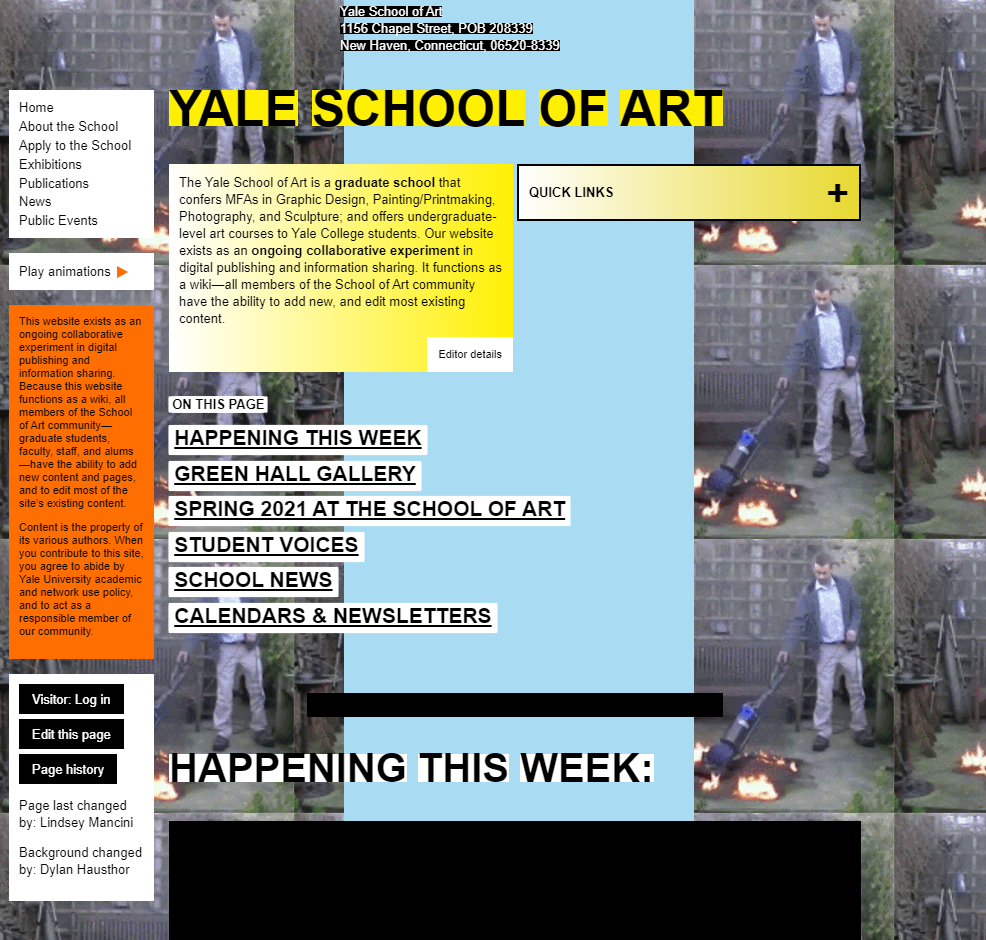 Yale School of Art
1156 Chapel Street, POB 208339
New Haven, Connecticut, 06520-8339
YALE SCHOOL OF ART
Home
About the School
Apply to the School
Exhibitions
Publications
News
Public Events
Play animations
This website exists as an
ongoing collaborative
experiment in digital
publishing and
information sharing.
Because this website
functions as a wiki, all
members of the School
of Art community—
graduate students,
faculty, staff, and alums
—have the ability to add
new content and pages,
and to edit most of the
site's existing content.
Content is the property of
its various authors. When
you contribute to this site,
you agree to abide by
Yale University academic
and network use policy,
and to act as a
responsible member of
our community.
Visitor: Log in
Edit this page
Page history
Page last changed
by: Lindsey Mancini
Background changed
by: Dylan Hausthor
The Yale School of Art is a graduate school that
confers MFAs in Graphic Design, Painting/Printmaking,
Photography, and Sculpture; and offers undergraduate-
level art courses to Yale College students. Our website
exists as an ongoing collaborative experiment in
digital publishing and information sharing. It functions as
a wiki—all members of the School of Art community
have the ability to add new, and edit most existing
content.
Editor details
QUICK LINKS +
ON THIS PAGE
HAPPENING THIS WEEK
GREEN HALL GALLERY
SPRING 2021 AT THE SCHOOL OF ART
STUDENT VOICES
SCHOOL NEWS
CALENDARS & NEWSLETTERS
HAPPENING THIS WEEK: